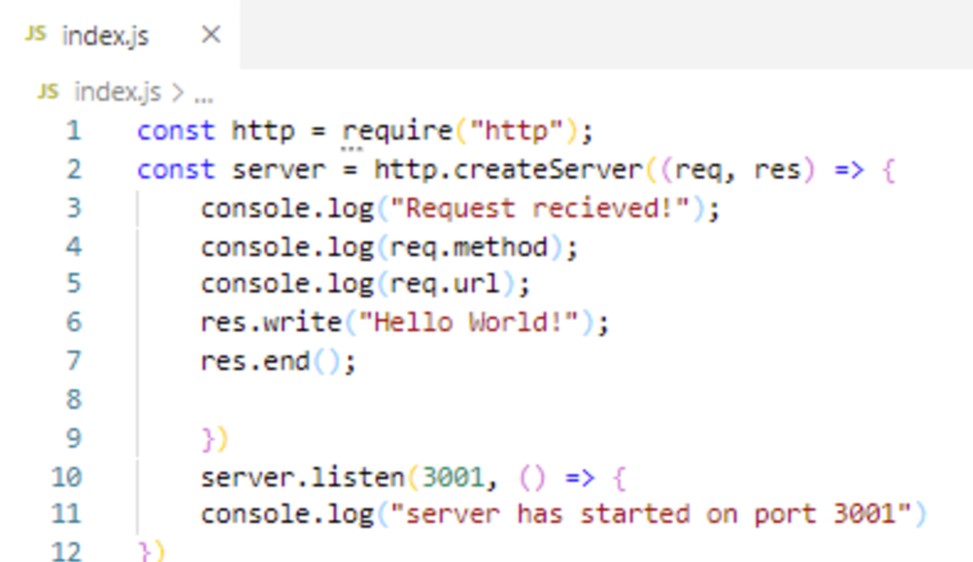 JS index.js ×
JS index.js > ...
1 const http = require("http");
2 const server = http.createServer((req, res) => {
3 console.log("Request recieved!");
4 console.log(req.method);
5 console.log(req.url);
6 res.write("Hello World!");
7 res.end();
8
9 })
10 server.listen(3001, () => {
11 console.log("server has started on port 3001")
12 })